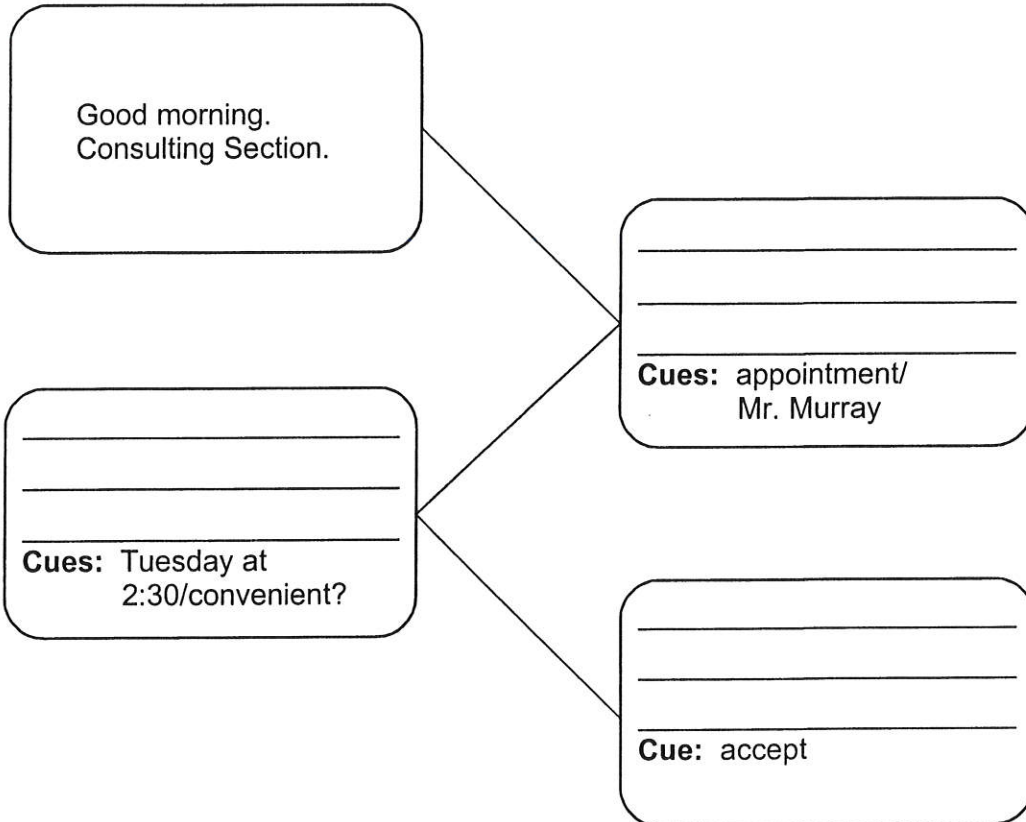 Good morning.
Consulting Section.
Cues: appointment/
Mr. Murray
Cues: Tuesday at
2:30/convenient?
Cue: accept